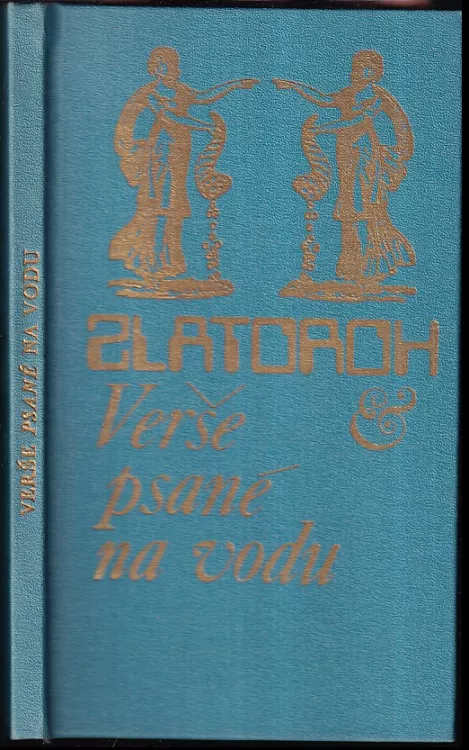 VERŠE PSANÉ NA VODU
ZLATOROH
&
Verše
psané
na vodu